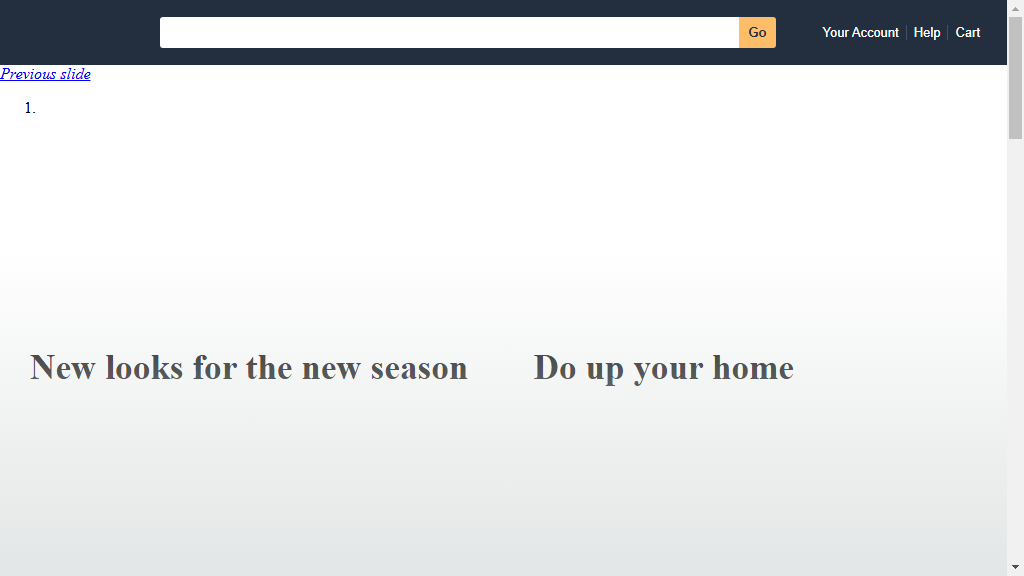 Go
Your Account
Help
Cart
Previous slide
1.
New looks for the new season
Do up your home